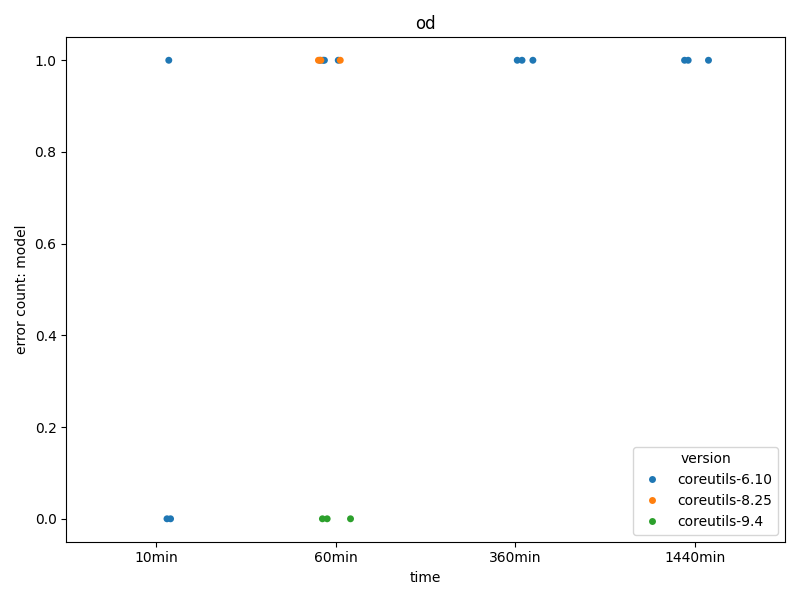 od
error count: model
1.0
0.8
0.6
0.4
0.2
0.0
version
coreutils-6.10
coreutils-8.25
coreutils-9.4
10min
60min
360min
1440min
time